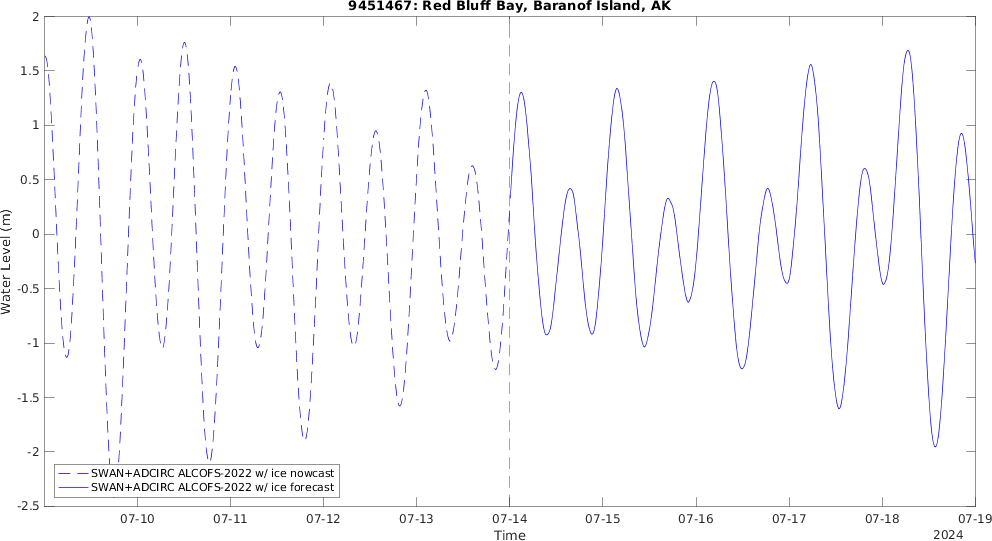 9451467: Red Bluff Bay, Baranof Island, AK
2
1.5
1
0.5
0
-0.5
-1
-1.5
-2
-2.5
Water Level (m)
SWAN+ADCIRC ALCOFS-2022 w/ ice nowcast
SWAN+ADCIRC ALCOFS-2022 w/ ice forecast
07-10 07-11 07-12 07-13 07-14 07-15 07-16 07-17 07-18 07-19
Time
2024